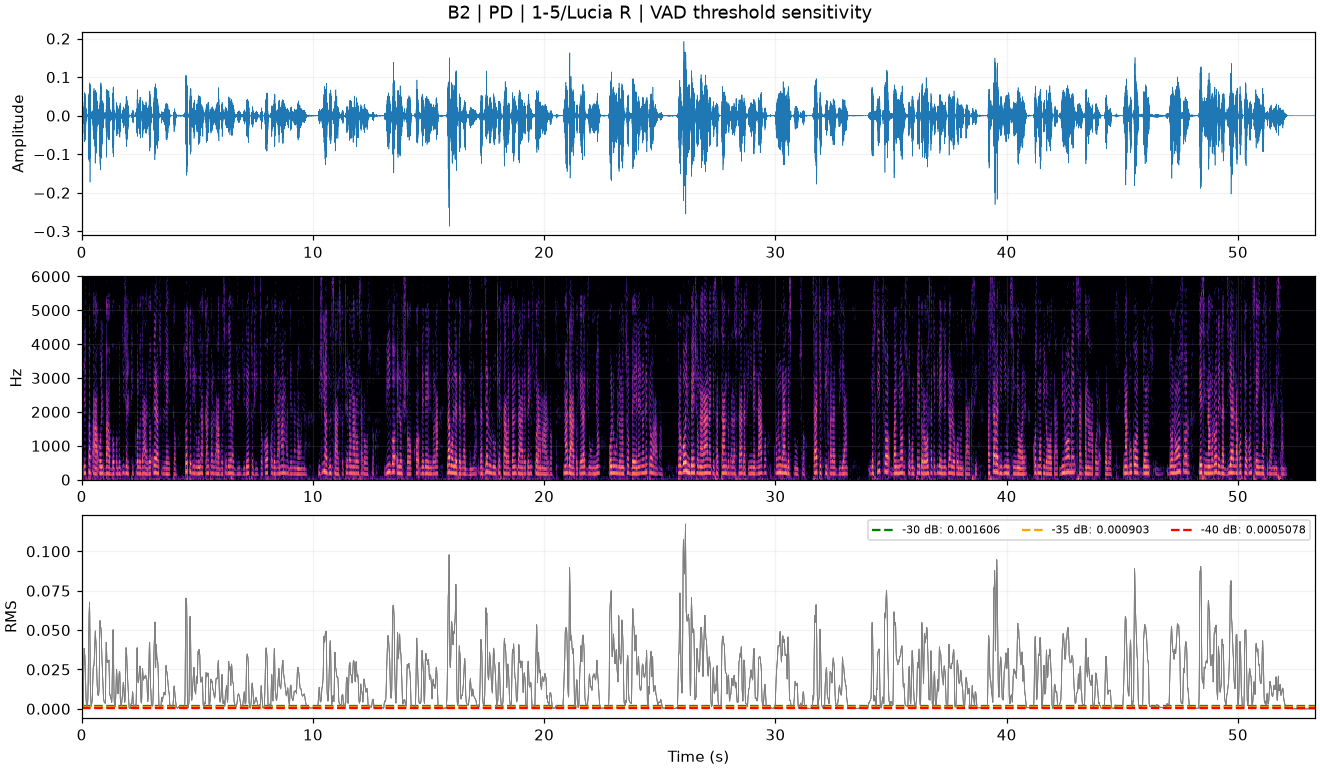 B2 | PD | 1-5/Lucia R | VAD threshold sensitivity
Amplitude
0.2
0.1
0.0
−0.1
−0.2
−0.3
0 10 20 30 40 50
Hz
6000
5000
4000
3000
2000
1000
0
0 10 20 30 40 50
RMS
0.100
0.075
0.050
0.025
0.000
-30 dB: 0.001606 -35 dB: 0.000903 -40 dB: 0.0005078
0 10 20 30 40 50
Time (s)